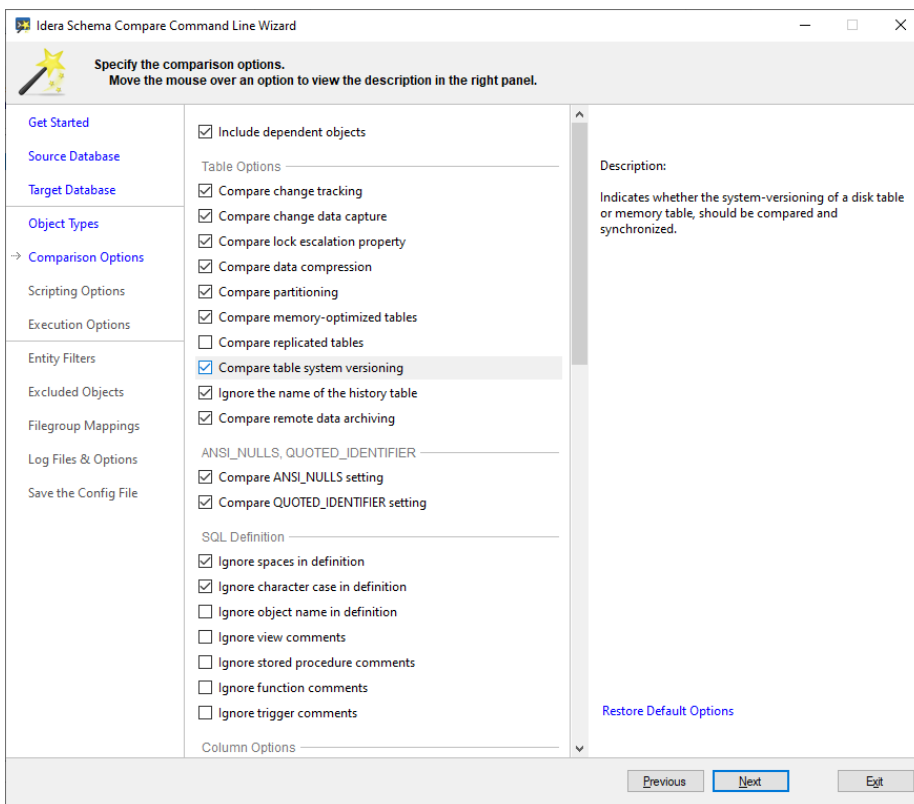 Idera Schema Compare Command Line Wizard
Specify the comparison options.
Move the mouse over an option to view the description in the right panel.
Get Started
Source Database
Target Database
Object Types
Comparison Options
Scripting Options
Execution Options
Entity Filters
Excluded Objects
Filegroup Mappings
Log Files & Options
Save the Config File
Include dependent objects
Table Options
Compare change tracking
Compare change data capture
Compare lock escalation property
Compare data compression
Compare partitioning
Compare memory-optimized tables
Compare replicated tables
Compare table system versioning
Ignore the name of the history table
Compare remote data archiving
ANSI_NULLS, QUOTED_IDENTIFIER
Compare ANSI_NULLS setting
Compare QUOTED_IDENTIFIER setting
SQL Definition
Ignore spaces in definition
Ignore character case in definition
Ignore object name in definition
Ignore view comments
Ignore stored procedure comments
Ignore function comments
Ignore trigger comments
Column Options
Description:
Indicates whether the system-versioning of a disk table
or memory table, should be compared and
synchronized.
Restore Default Options
Previous
Next
Exit